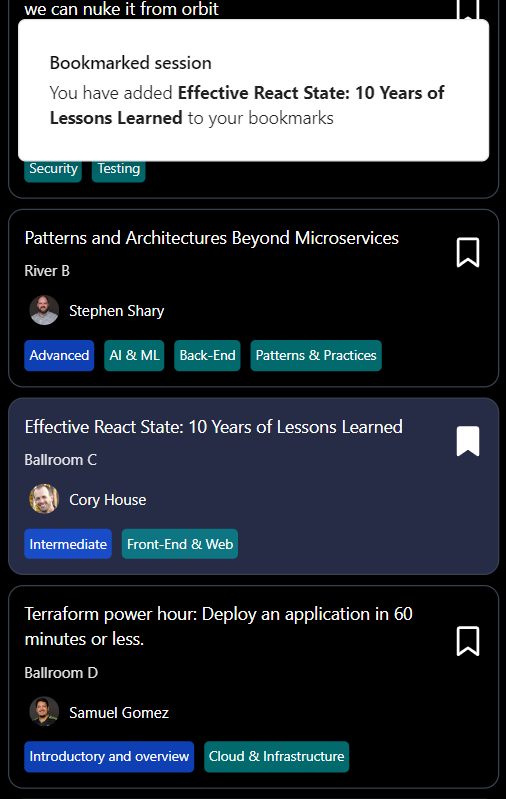 we can nuke it from orbit
Bookmarked session
You have added Effective React State: 10 Years of
Lessons Learned to your bookmarks
Security Testing
Patterns and Architectures Beyond Microservices
River B
Stephen Shary
Advanced AI & ML Back-End Patterns & Practices
Effective React State: 10 Years of Lessons Learned
Ballroom C
Cory House
Intermediate Front-End & Web
Terraform power hour: Deploy an application in 60
minutes or less.
Ballroom D
Samuel Gomez
Introductory and overview Cloud & Infrastructure